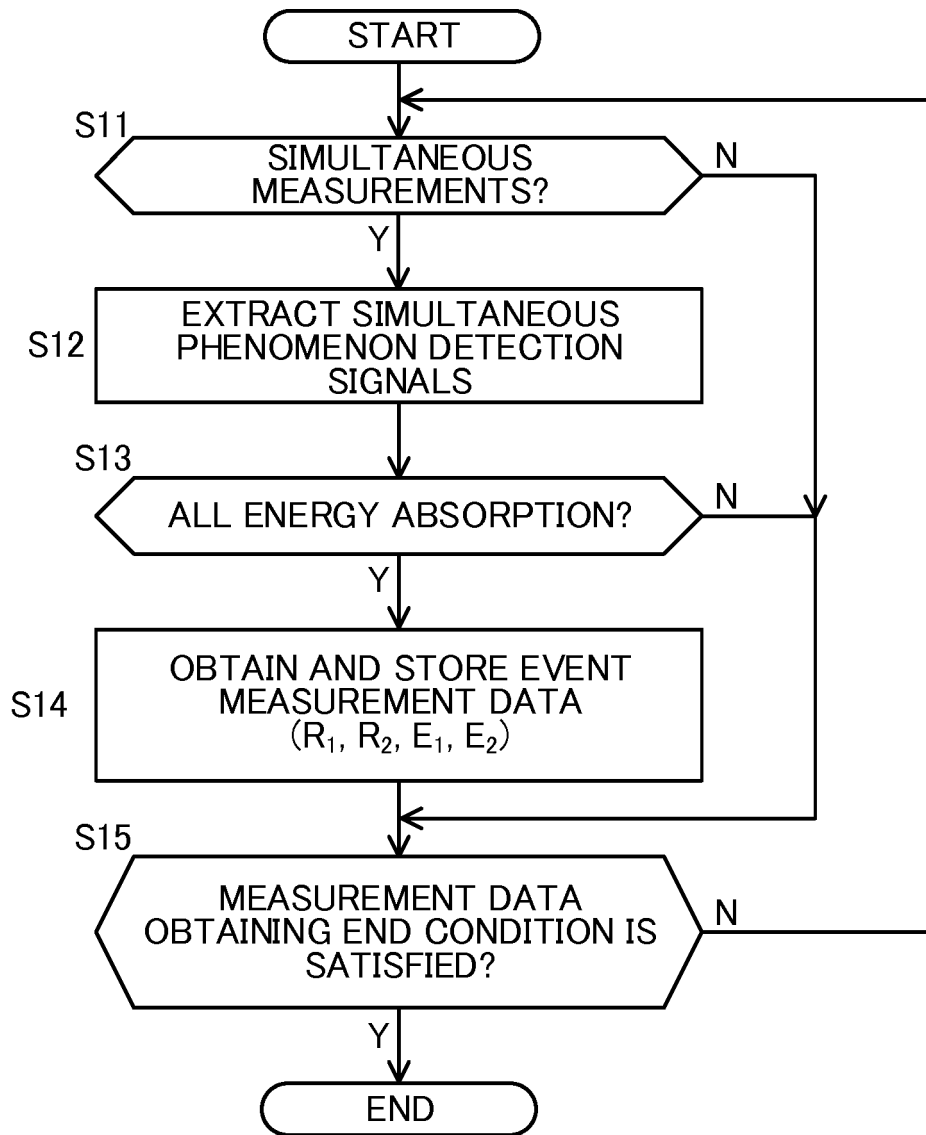 START
S11
SIMULTANEOUS
MEASUREMENTS?
N
Y
S12
EXTRACT SIMULTANEOUS
PHENOMENON DETECTION
SIGNALS
S13
ALL ENERGY ABSORPTION?
N
Y
S14
OBTAIN AND STORE EVENT
MEASUREMENT DATA
(R₁, R₂, E₁, E₂)
S15
MEASUREMENT DATA
OBTAINING END CONDITION IS
SATISFIED?
N
Y
END